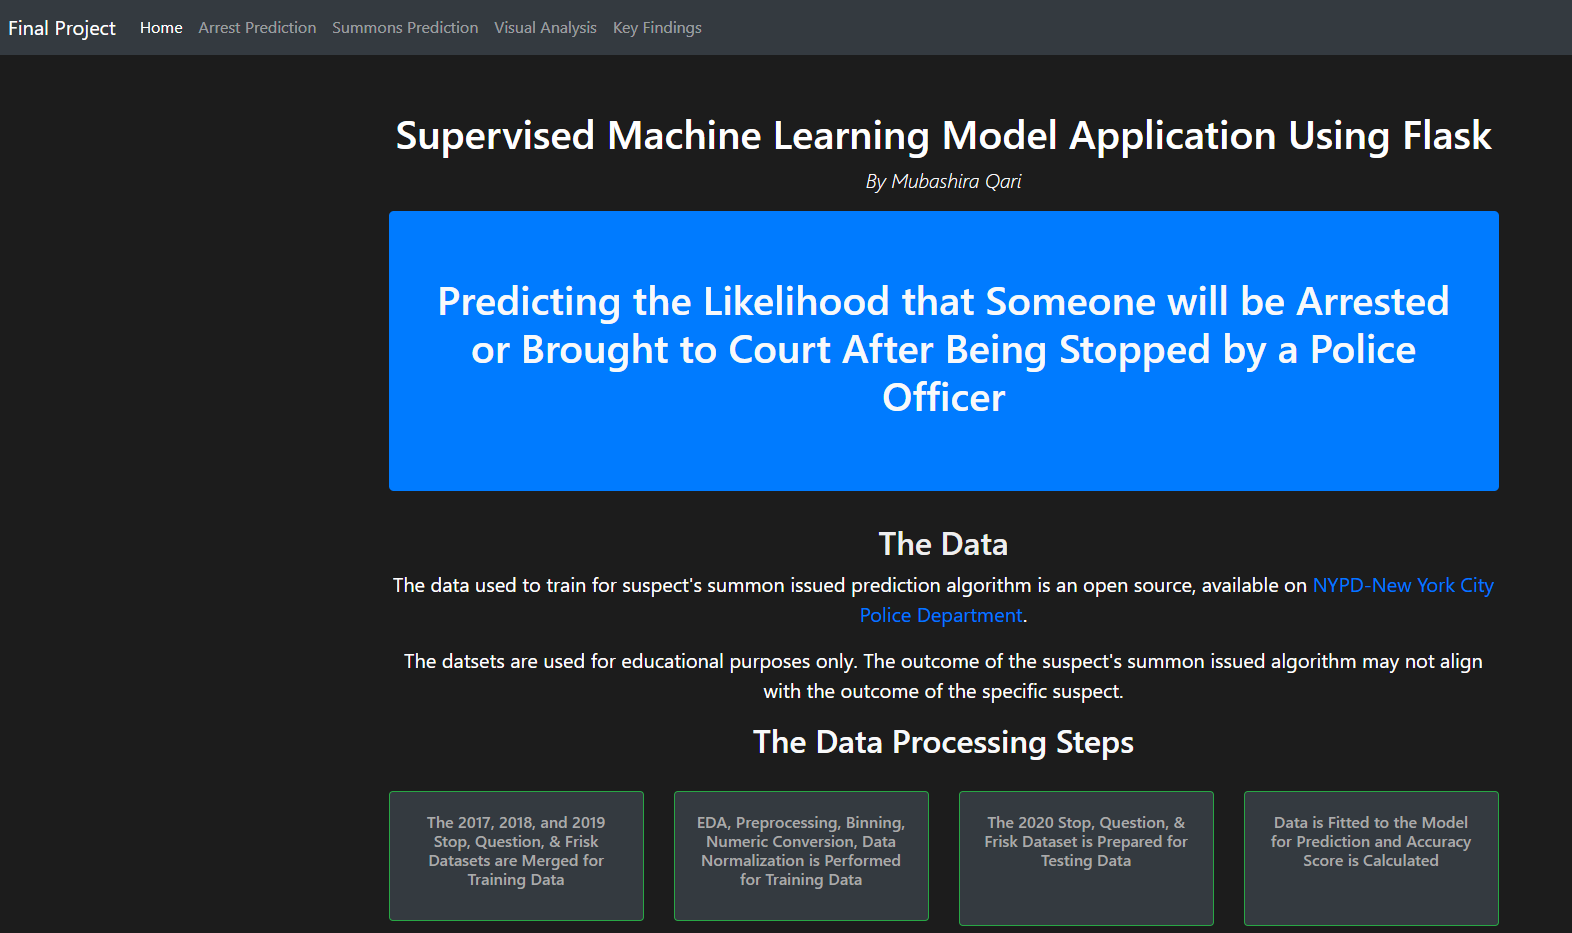 Final Project Home Arrest Prediction Summons Prediction Visual Analysis Key Findings
Supervised Machine Learning Model Application Using Flask
By Mubashira Qari
Predicting the Likelihood that Someone will be Arrested
or Brought to Court After Being Stopped by a Police
Officer
The Data
The data used to train for suspect's summon issued prediction algorithm is an open source, available on NYPD-New York City
Police Department.
The datsets are used for educational purposes only. The outcome of the suspect's summon issued algorithm may not align
with the outcome of the specific suspect.
The Data Processing Steps
The 2017, 2018, and 2019
Stop, Question, & Frisk
Datasets are Merged for
Training Data
EDA, Preprocessing, Binning,
Numeric Conversion, Data
Normalization is Performed
for Training Data
The 2020 Stop, Question, &
Frisk Dataset is Prepared for
Testing Data
Data is Fitted to the Model
for Prediction and Accuracy
Score is Calculated